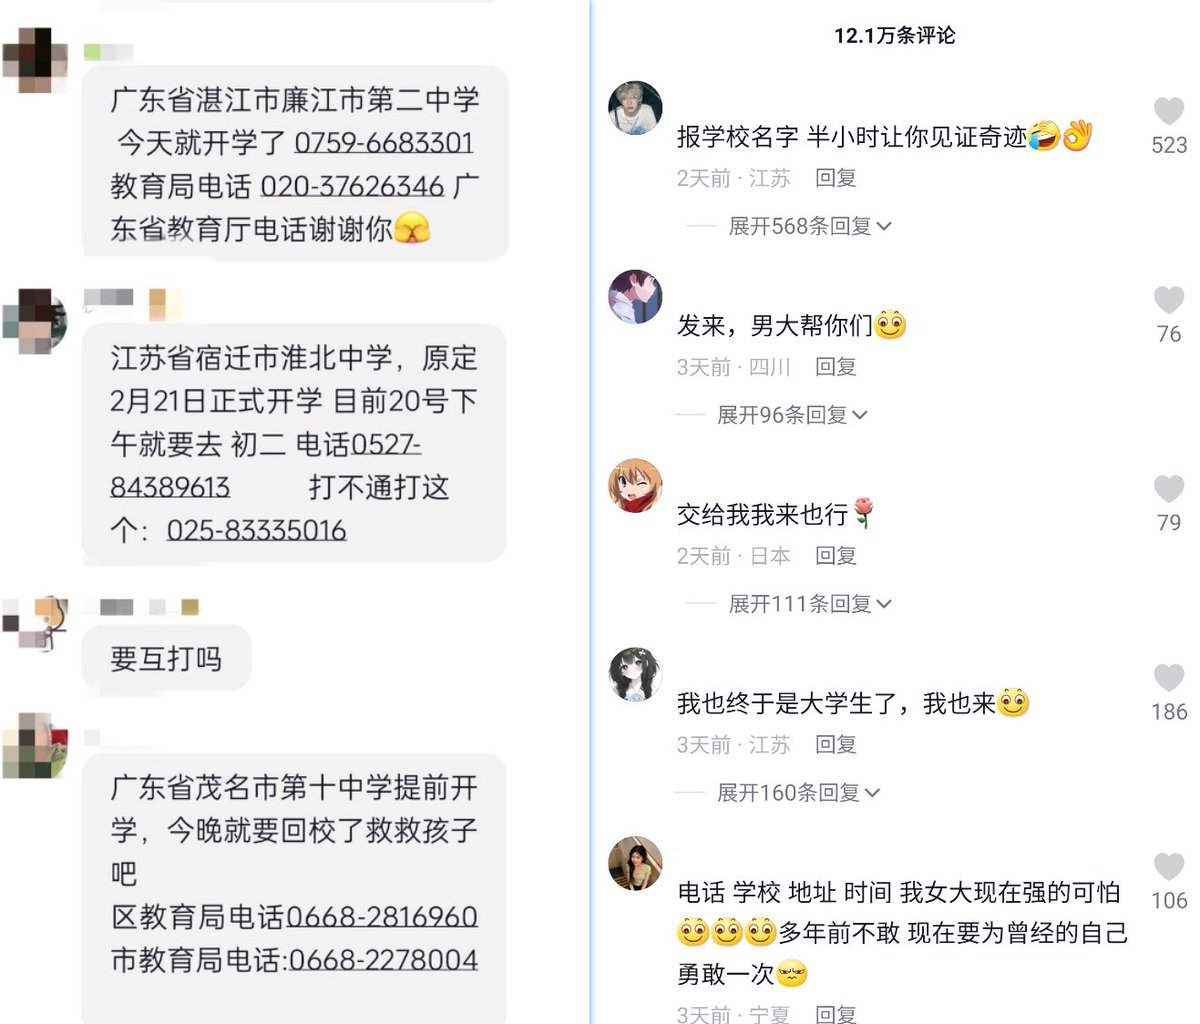 广东省湛江市廉江市第二中学
今天就开学了 0759-6683301
教育局电话 020-37626346 广
东省教育厅电话谢谢你
江苏省宿迁市淮北中学，原定
2月21日正式开学 目前20号下
午就要去 初二 电话0527-
84389613 打不通打这
个：025-83335016
要互打吗
广东省茂名市第十中学提前开
学，今晚就要回校了救救孩子
吧
区教育局电话0668-2816960
市教育局电话:0668-2278004
12.1万条评论
报学校名字 半小时让你见证奇迹🤣👌
523
2天前 · 江苏 回复
展开568条回复
发来，男大帮你们
76
3天前 · 四川 回复
展开96条回复
交给我我来也行🌹
79
2天前 · 日本 回复
展开111条回复
我也终于是大学生了，我也来
186
3天前 · 江苏 回复
展开160条回复
电话 学校 地址 时间 我女大现在强的可怕
106
多年前不敢 现在要为曾经的自己
勇敢一次
3天前 · 宁夏 回复